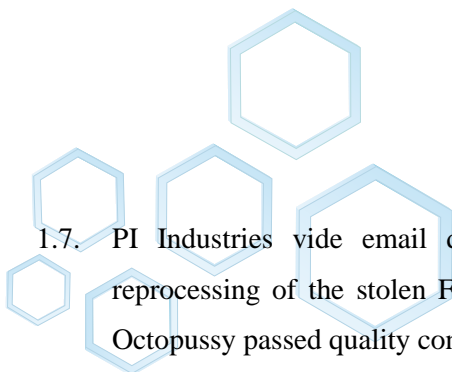 1.7. PI Industries vide email
reprocessing of the stolen
Octopussy passed quality